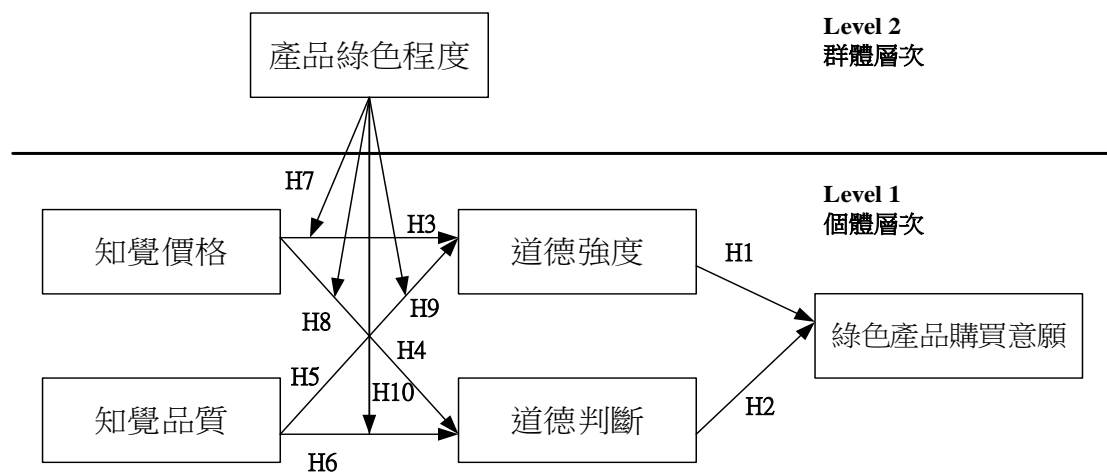 產品綠色程度
Level 2
群體層次
H7
Level 1
個體層次
知覺價格
H3
道德強度
H1
H9
H8
綠色產品購買意願
H4
H5
H10
知覺品質
道德判斷
H2
H6